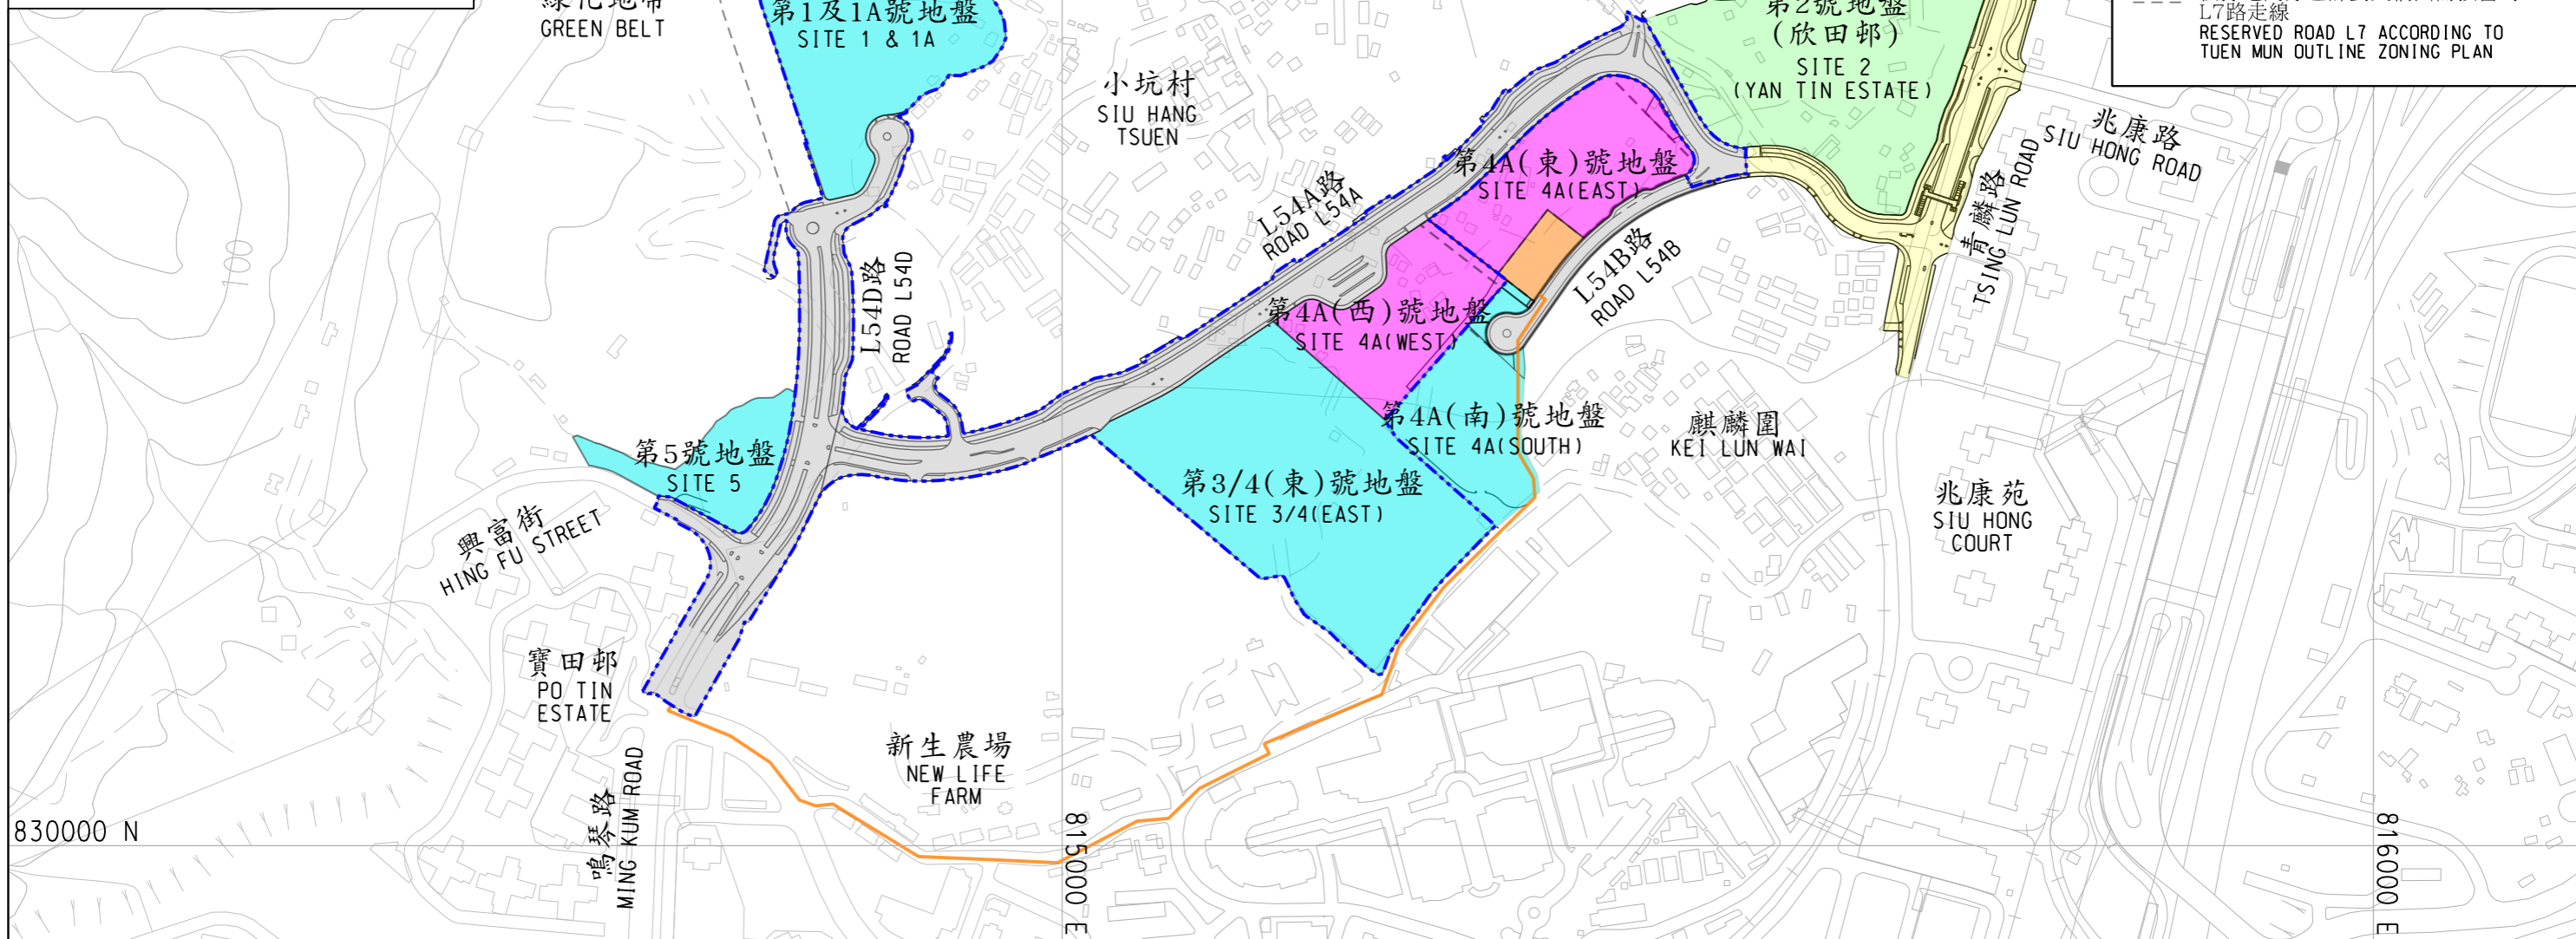 綠化地帶
GREEN BELT
第1及1A號地盤
SITE 1 & 1A
小坑村
SIU HANG
TSUEN
第2號地盤
(欣田邨)
SITE 2
(YAN TIN ESTATE)
L7路走線
RESERVED ROAD L7 ACCORDING TO
TUEN MUN OUTLINE ZONING PLAN
兆康路
SIU HONG ROAD
青麟路
TSING LUN ROAD
第4A(東)號地盤
SITE 4A(EAST)
L54A路
ROAD L54A
L54B路
ROAD L54B
L54D路
ROAD L54D
100
第4A(西)號地盤
SITE 4A(WEST)
第4A(南)號地盤
SITE 4A(SOUTH)
麒麟圍
KEI LUN WAI
第5號地盤
SITE 5
第3/4(東)號地盤
SITE 3/4(EAST)
兆康苑
SIU HONG
COURT
興富街
HING FU STREET
寶田邨
PO TIN
ESTATE
新生農場
NEW LIFE
FARM
鳴琴路
MING KUM ROAD
830000 N
815000 E
816000 E